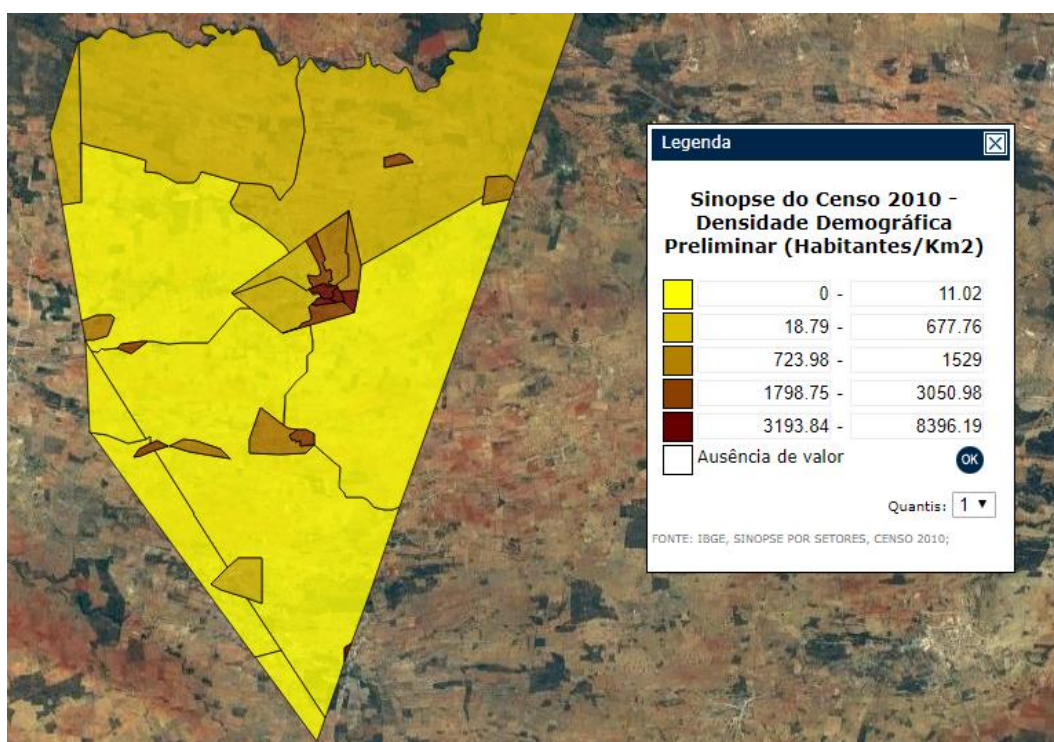 Legenda
Sinopse do Censo 2010 -
Densidade Demográfica
Preliminar (Habitantes/Km2)
0 - 11.02
18.79 - 677.76
723.98 - 1529
1798.75 - 3050.98
3193.84 - 8396.19
Ausência de valor OK
Quantis: 1
FONTE: IBGE, SINOPSE POR SETORES, CENSO 2010;